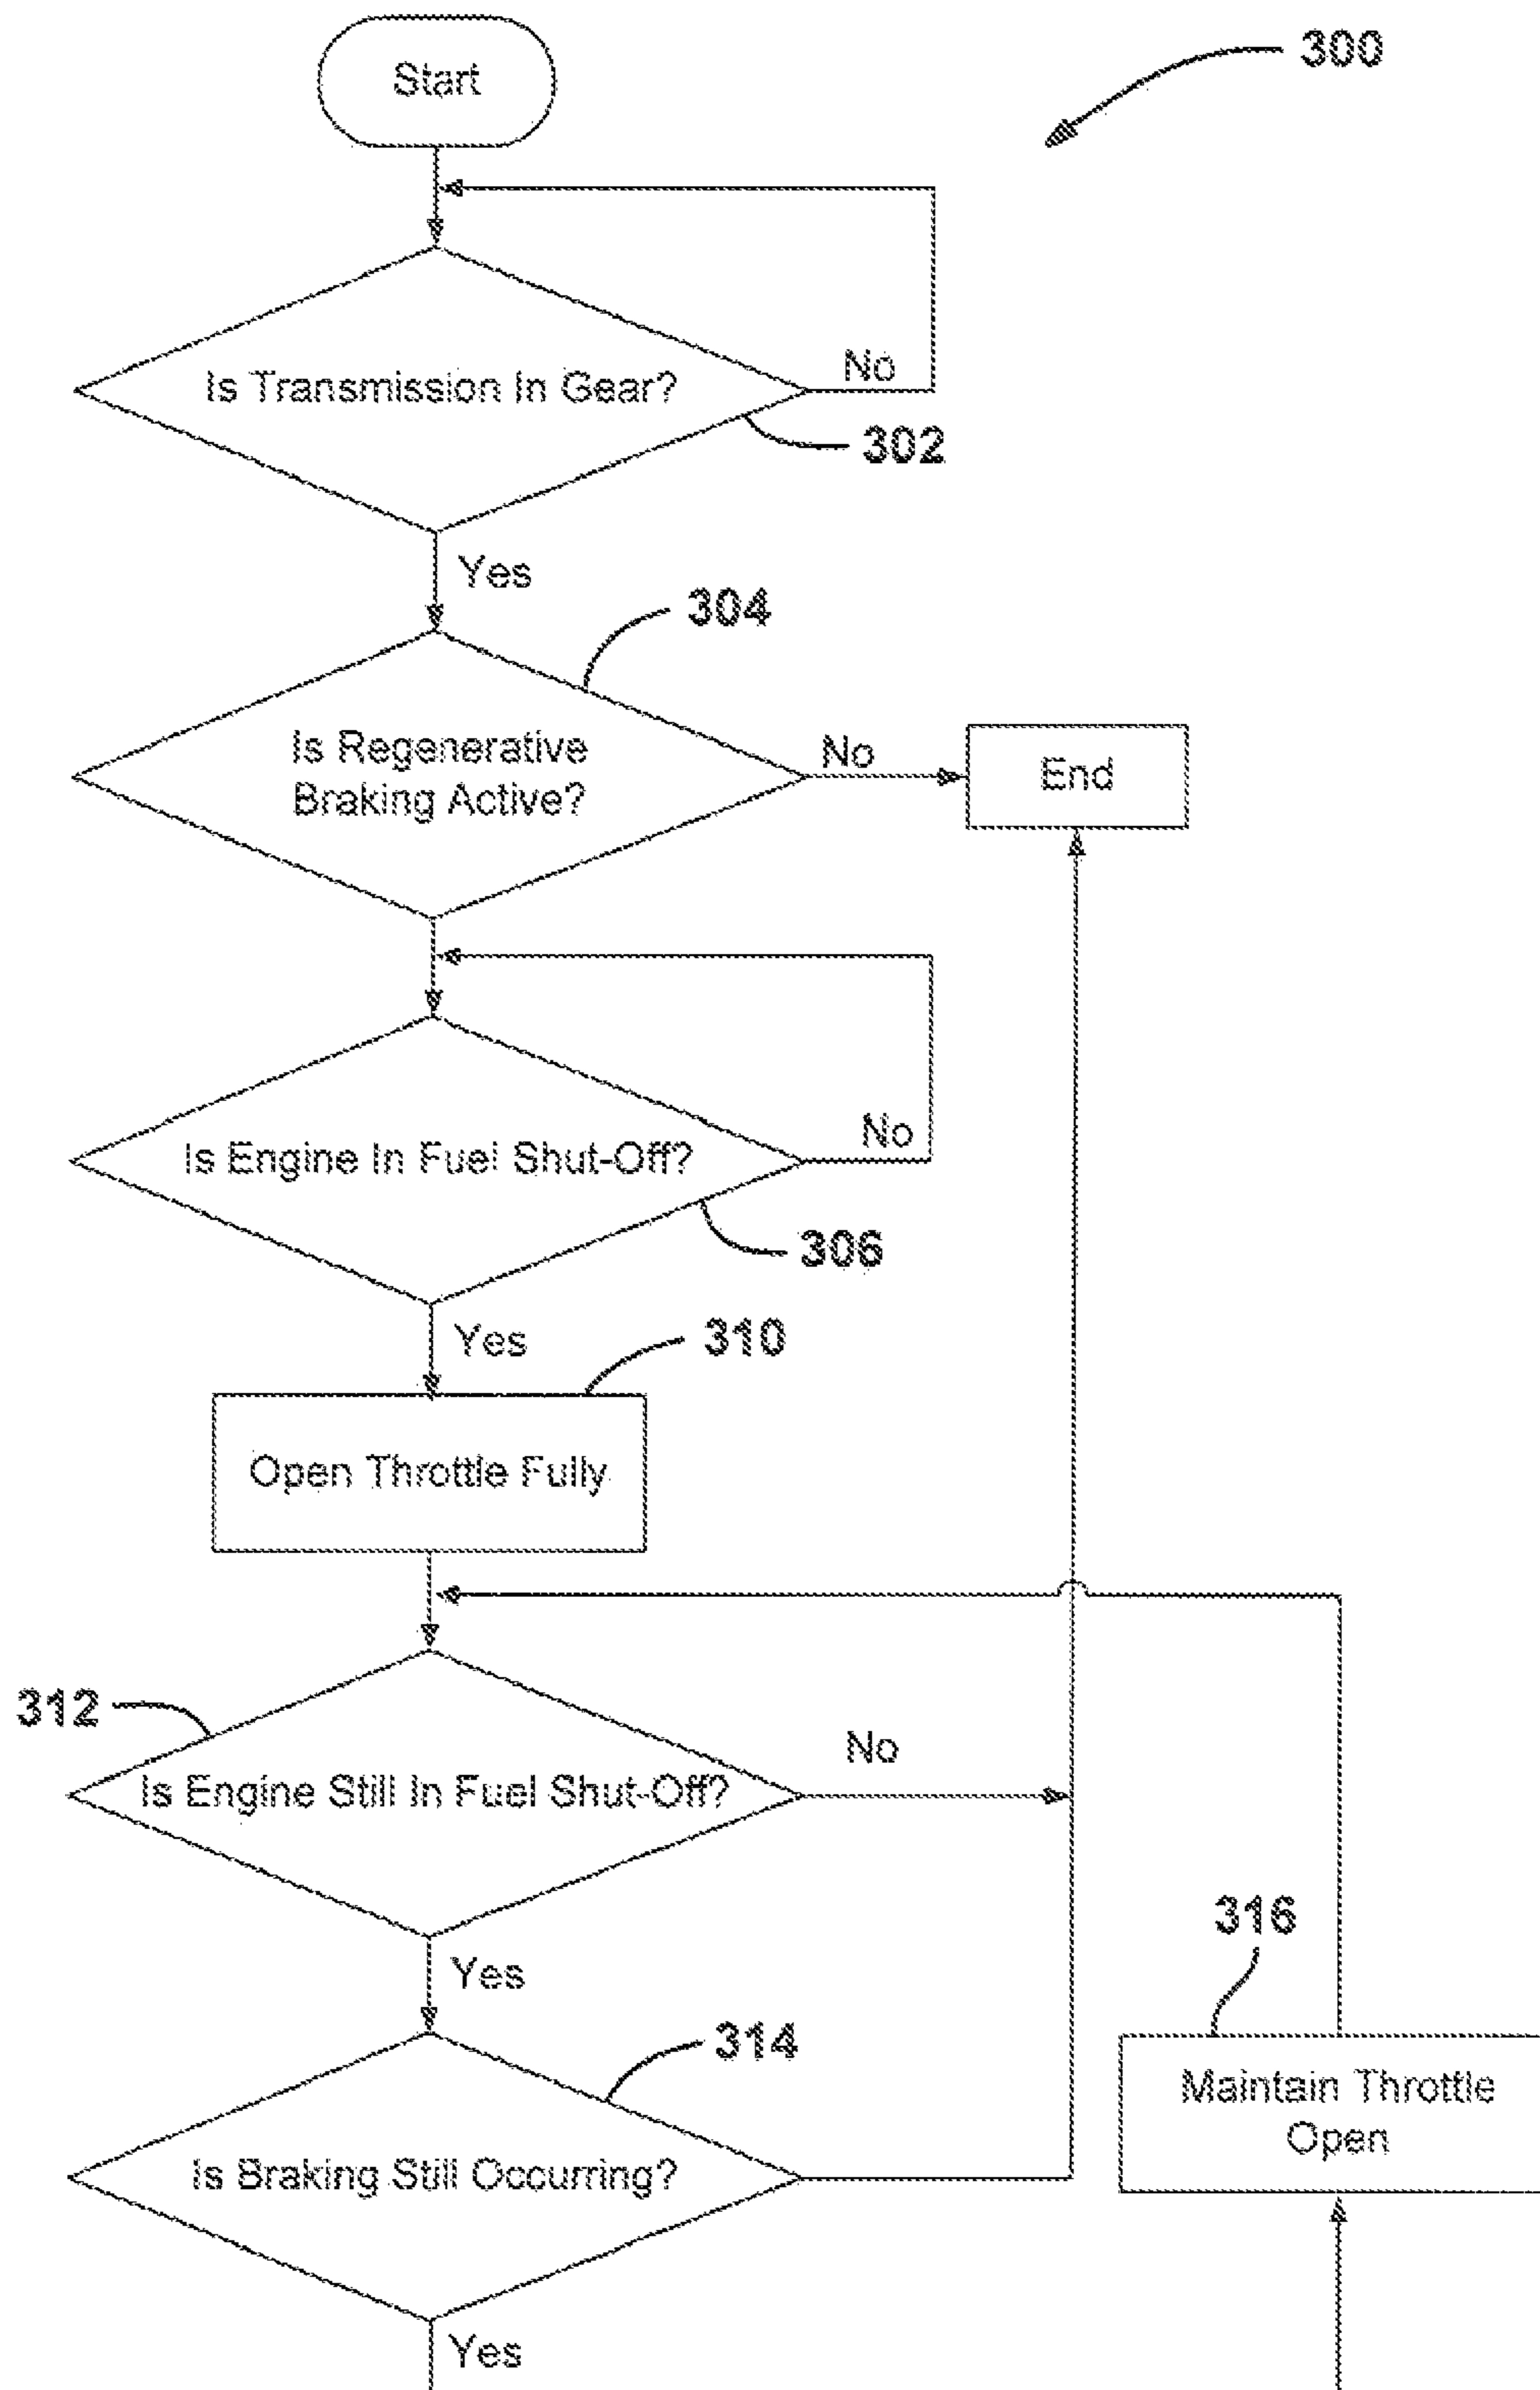 Start
300
Is Transmission In Gear?
No
302
Yes
304
Is Regenerative
Braking Active?
No
End
Is Engine In Fuel Shut-Off?
No
306
Yes
310
Open Throttle Fully
312
Is Engine Still In Fuel Shut-Off?
No
Yes
316
314
Maintain Throttle
Open
Is Braking Still Occurring?
Yes